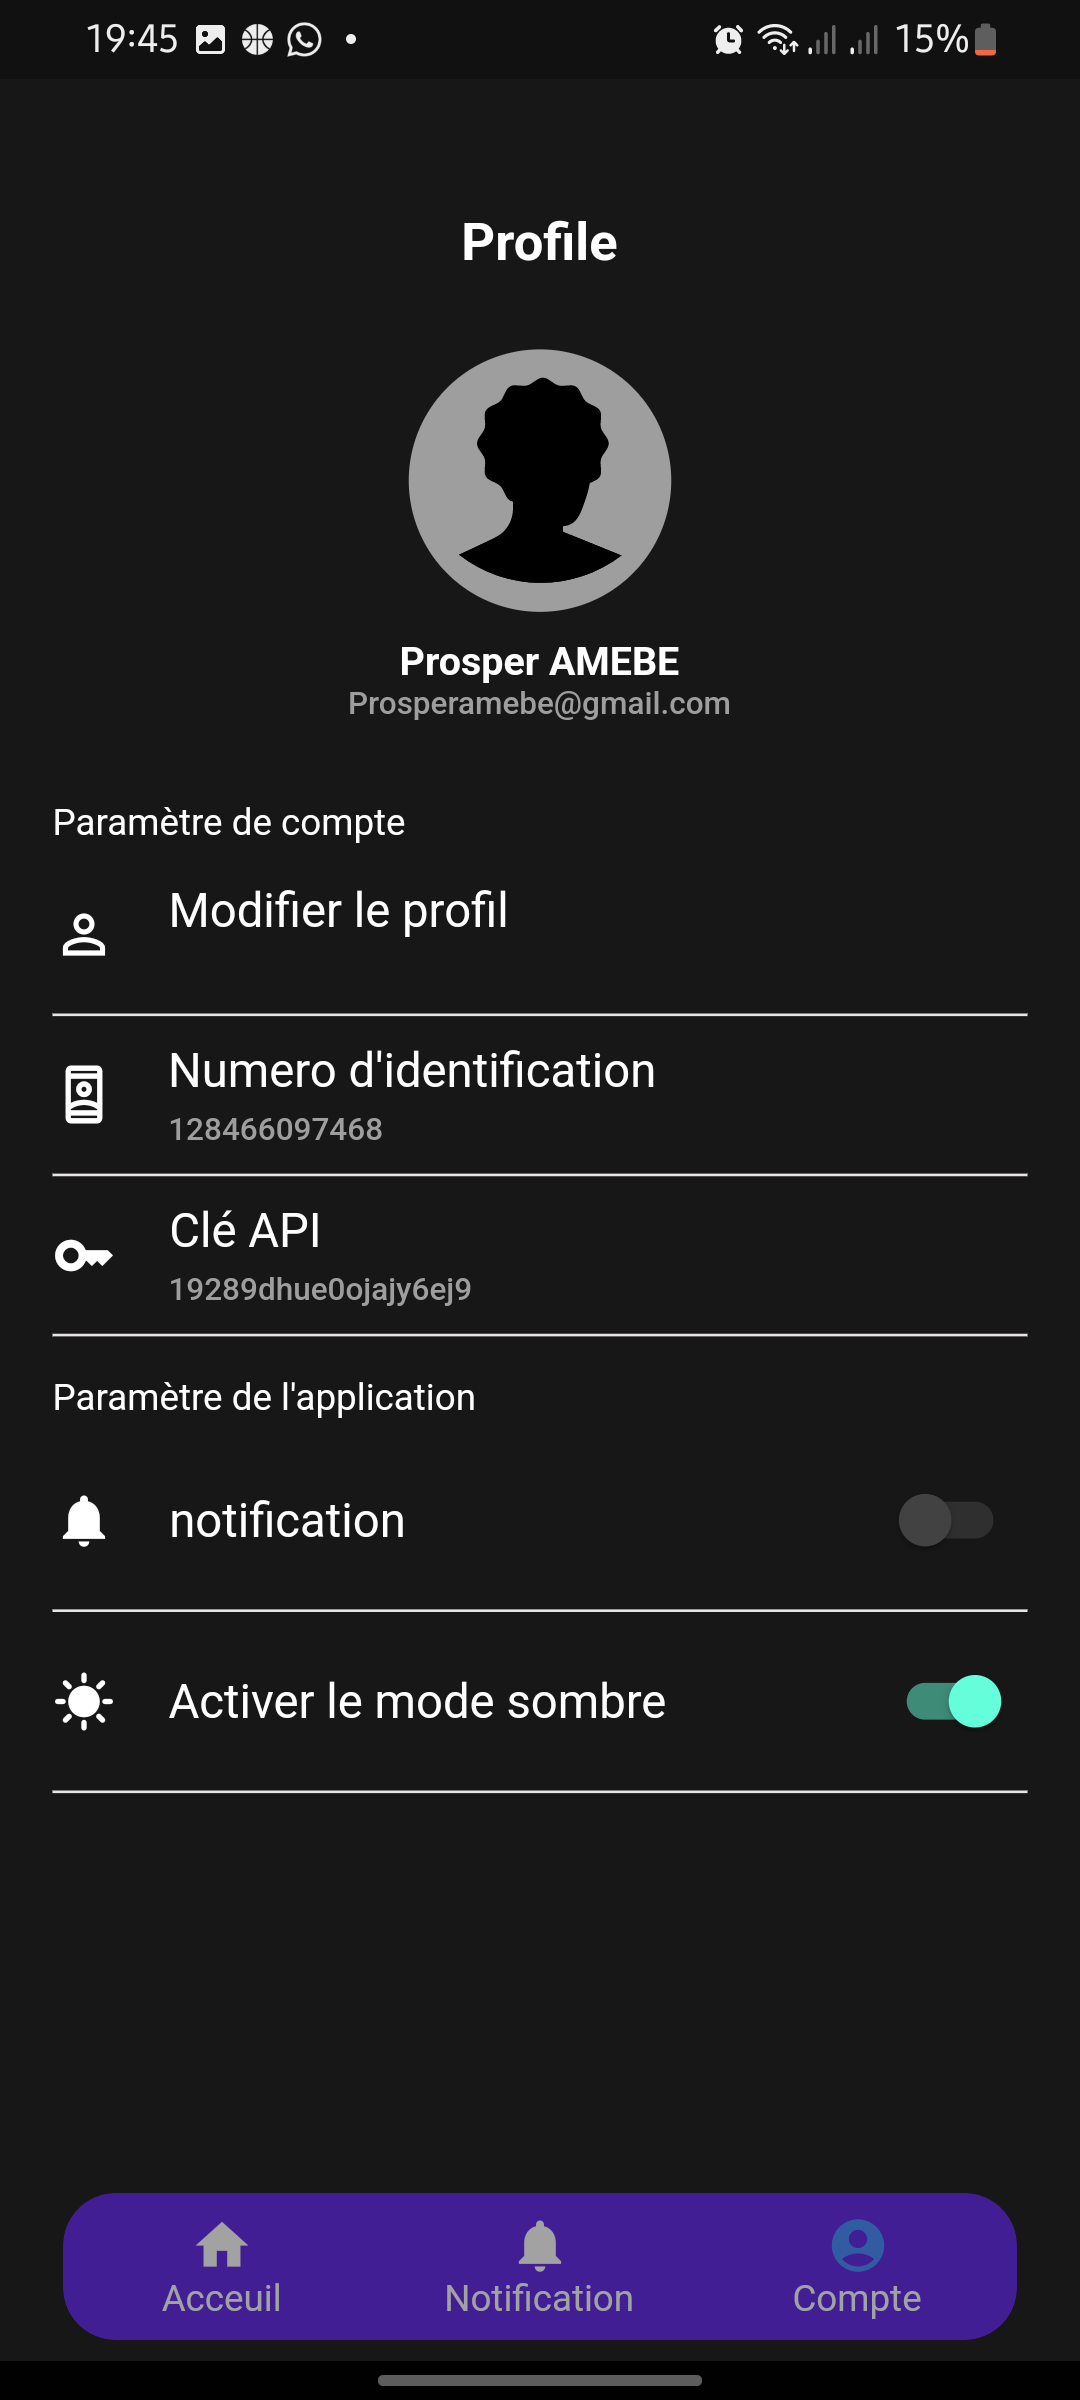 19:45 15%
Profile
Prosper AMEBE
Prosperamebe@gmail.com
Paramètre de compte
Modifier le profil
Numero d'identification
128466097468
Clé API
19289dhue0ojajy6ej9
Paramètre de l'application
notification
Activer le mode sombre
Acceuil Notification Compte